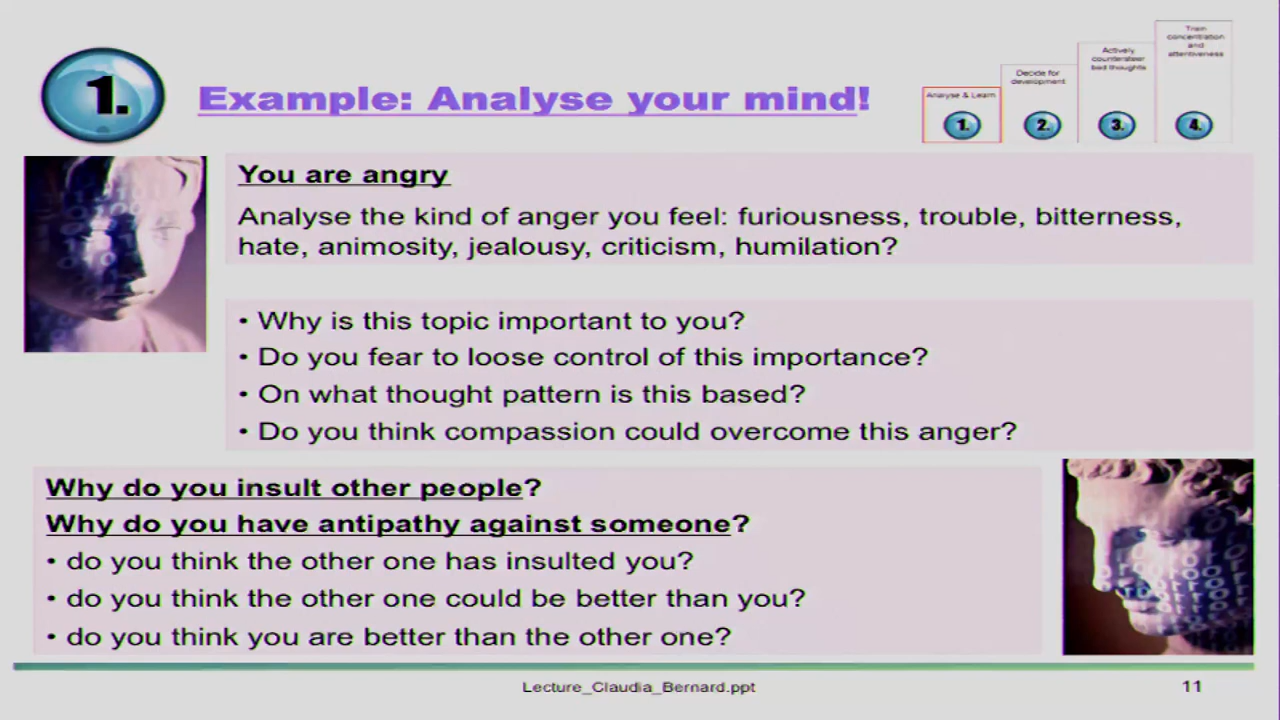 1.
Example: Analyse your mind!
Analyse & Learn
1.
Decide for
development
2.
Actively
countersteer
bad thoughts
3.
Train
concentration
and
attentiveness
4.
You are angry
Analyse the kind of anger you feel: furiousness, trouble, bitterness,
hate, animosity, jealousy, criticism, humilation?
• Why is this topic important to you?
• Do you fear to loose control of this importance?
• On what thought pattern is this based?
• Do you think compassion could overcome this anger?
Why do you insult other people?
Why do you have antipathy against someone?
• do you think the other one has insulted you?
• do you think the other one could be better than you?
• do you think you are better than the other one?
Lecture_Claudia_Bernard.ppt
11